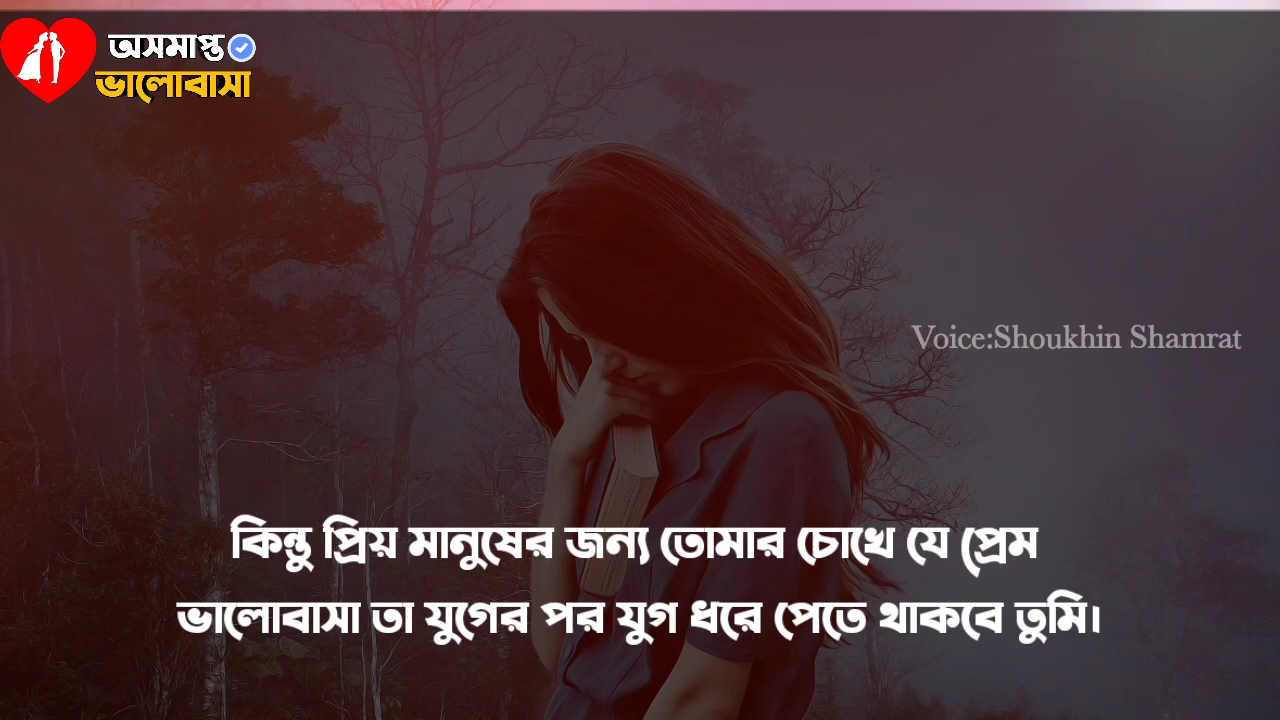 অসমাপ্ত
ভালোবাসা
Voice:Shoukhin Shamrat
কিন্তু প্রিয় মানুষের জন্য তোমার চোখে যে প্রেম
ভালোবাসা তা যুগের পর যুগ ধরে পেতে থাকবে তুমি।